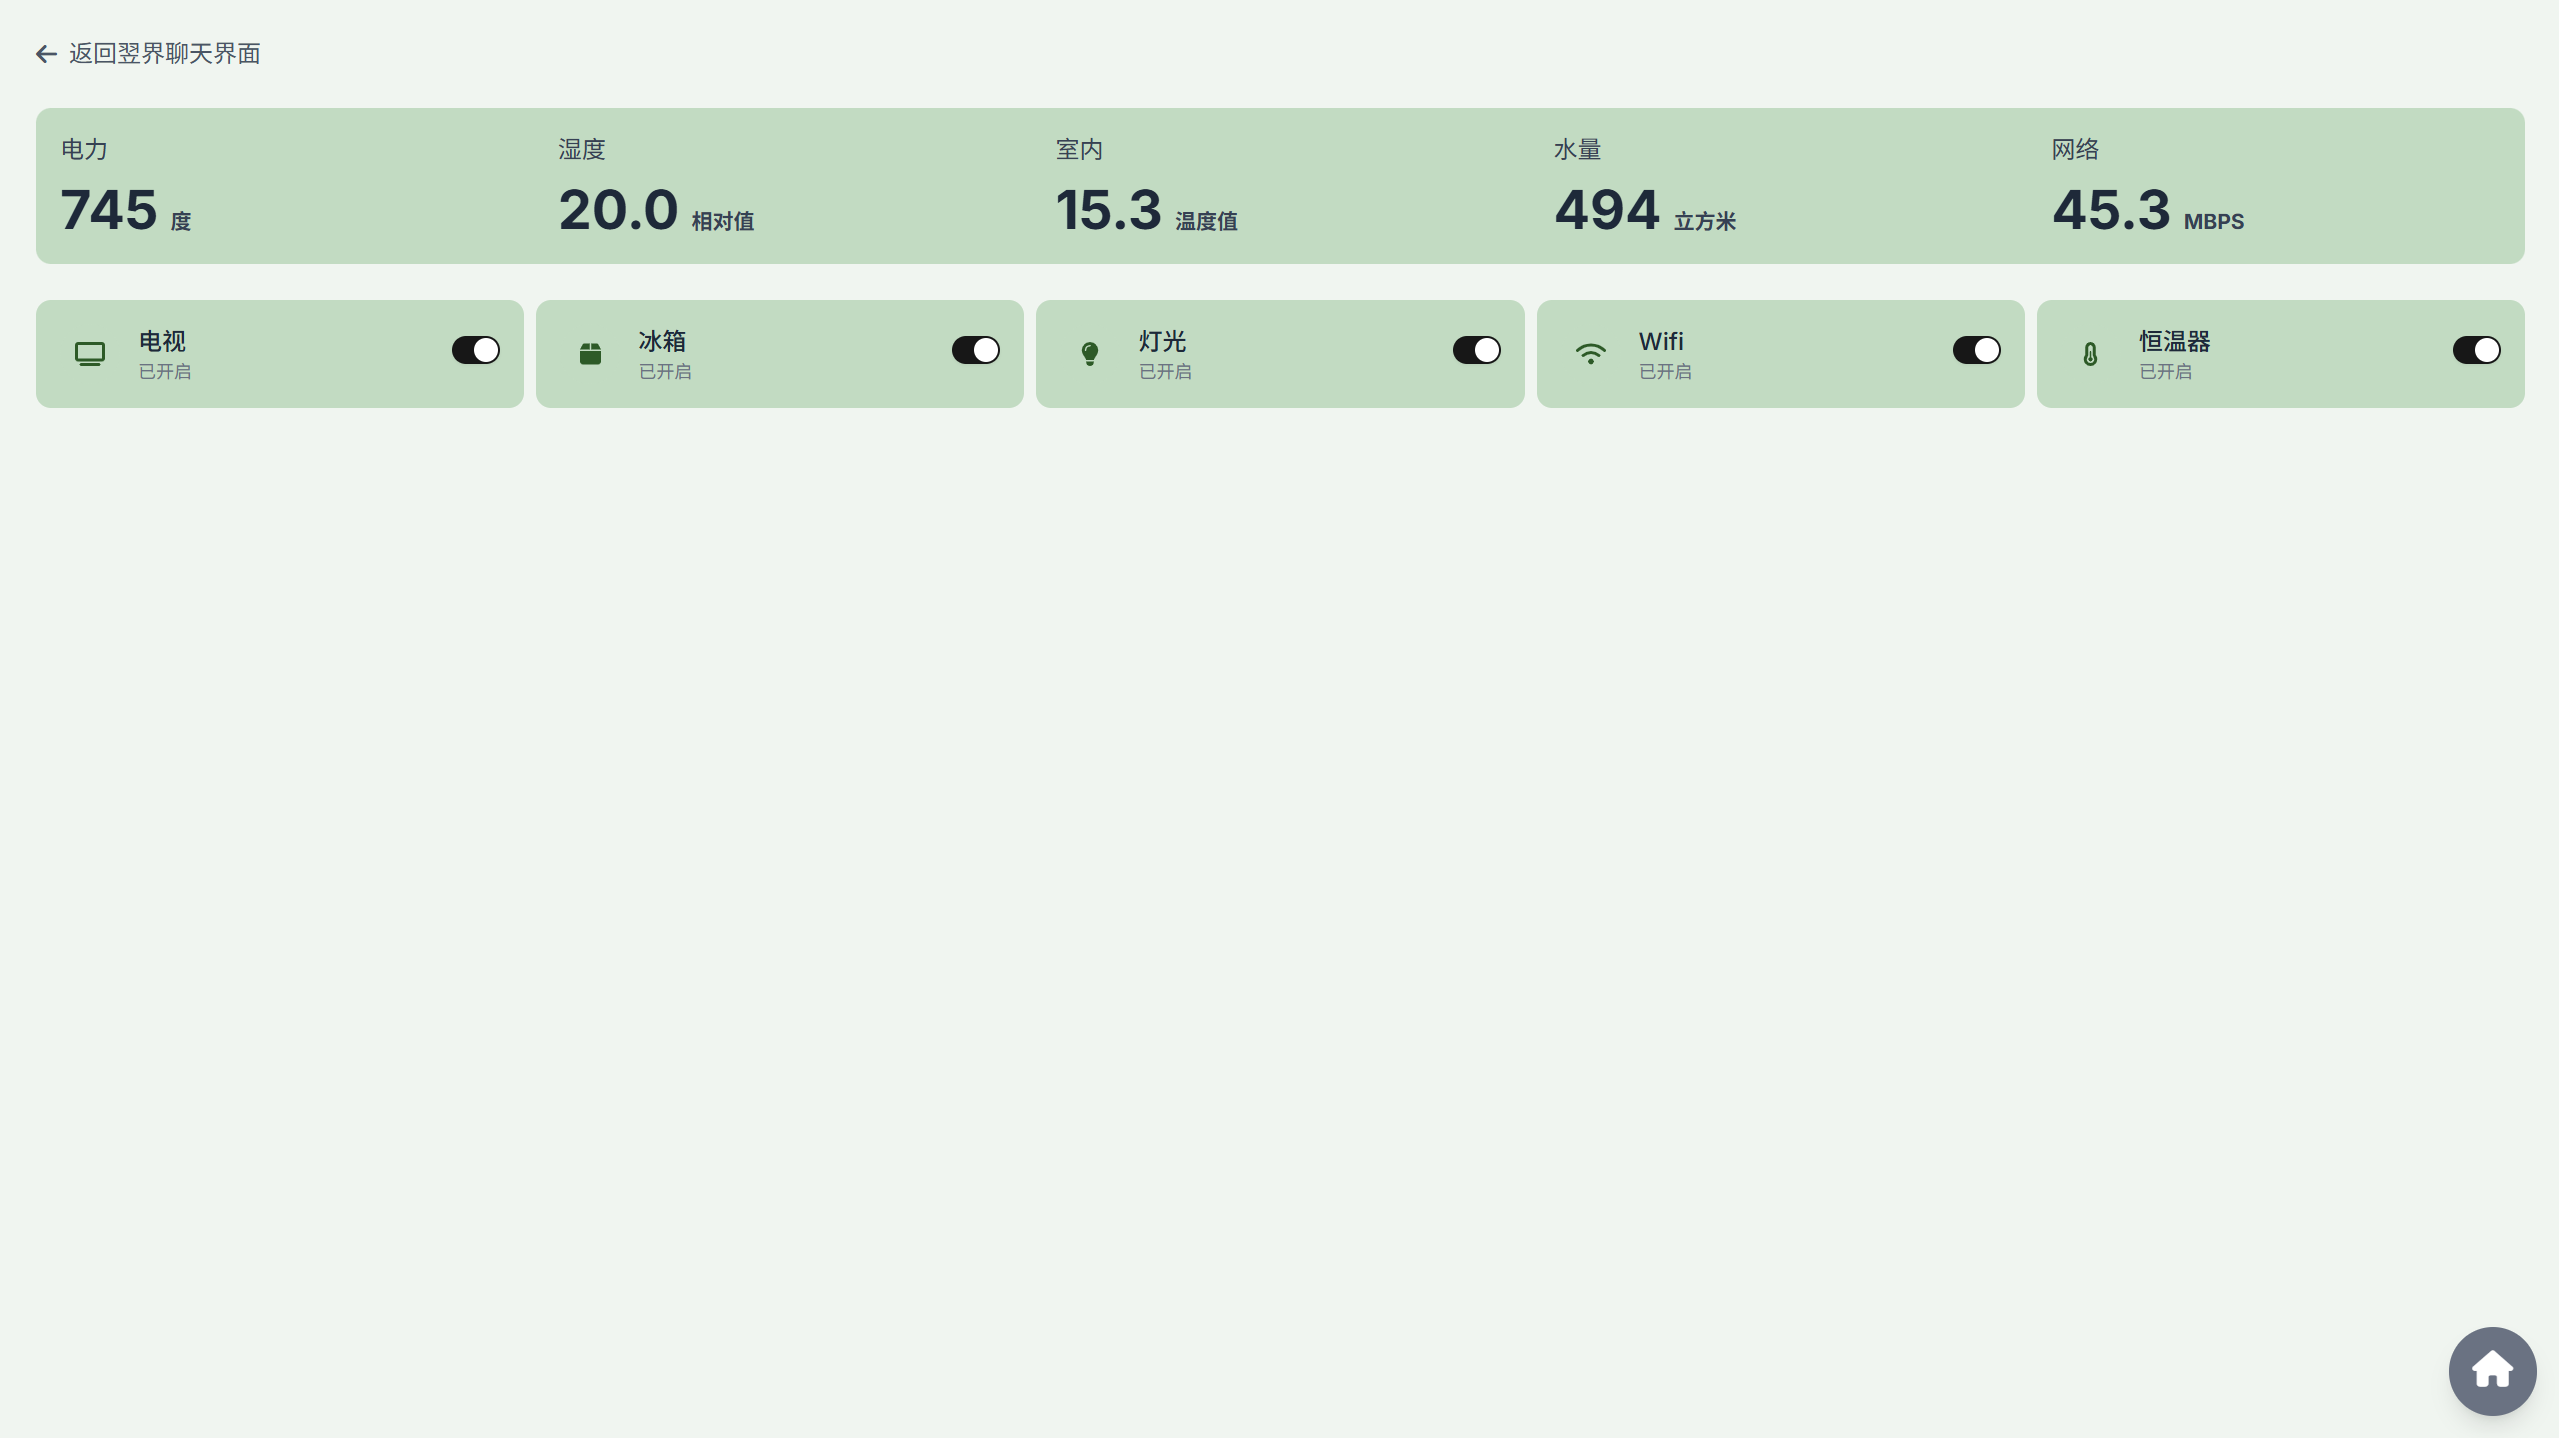 返回翌界聊天界面
电力
745 度
湿度
20.0 相对值
室内
15.3 温度值
水量
494 立方米
网络
45.3 MBPS
电视
已开启
冰箱
已开启
灯光
已开启
Wifi
已开启
恒温器
已开启